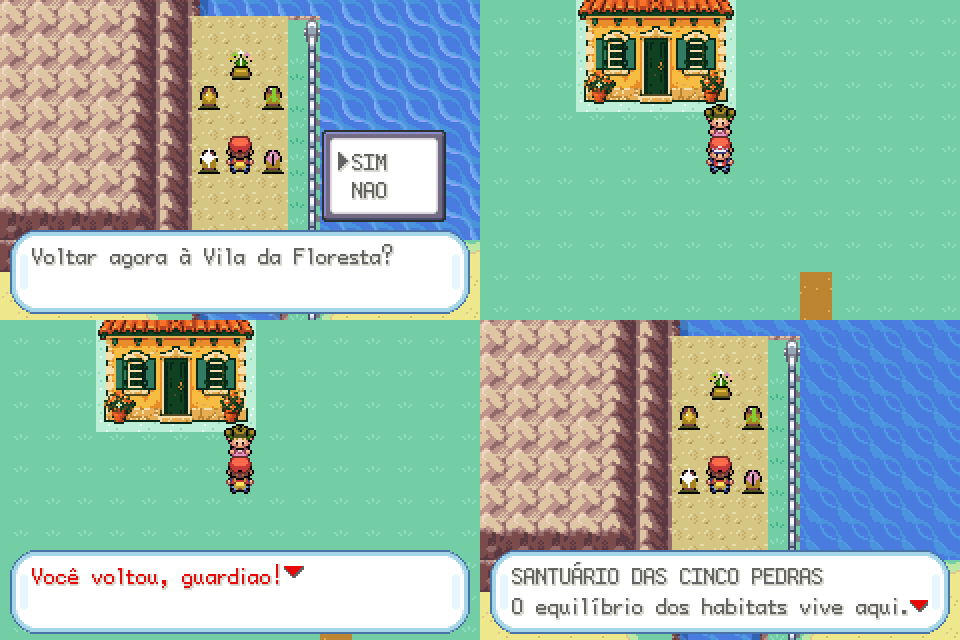 SIM
NAO
Voltar agora à Vila da Floresta?
Você voltou, guardiao!
SANTUÁRIO DAS CINCO PEDRAS
O equilíbrio dos habitats vive aqui.